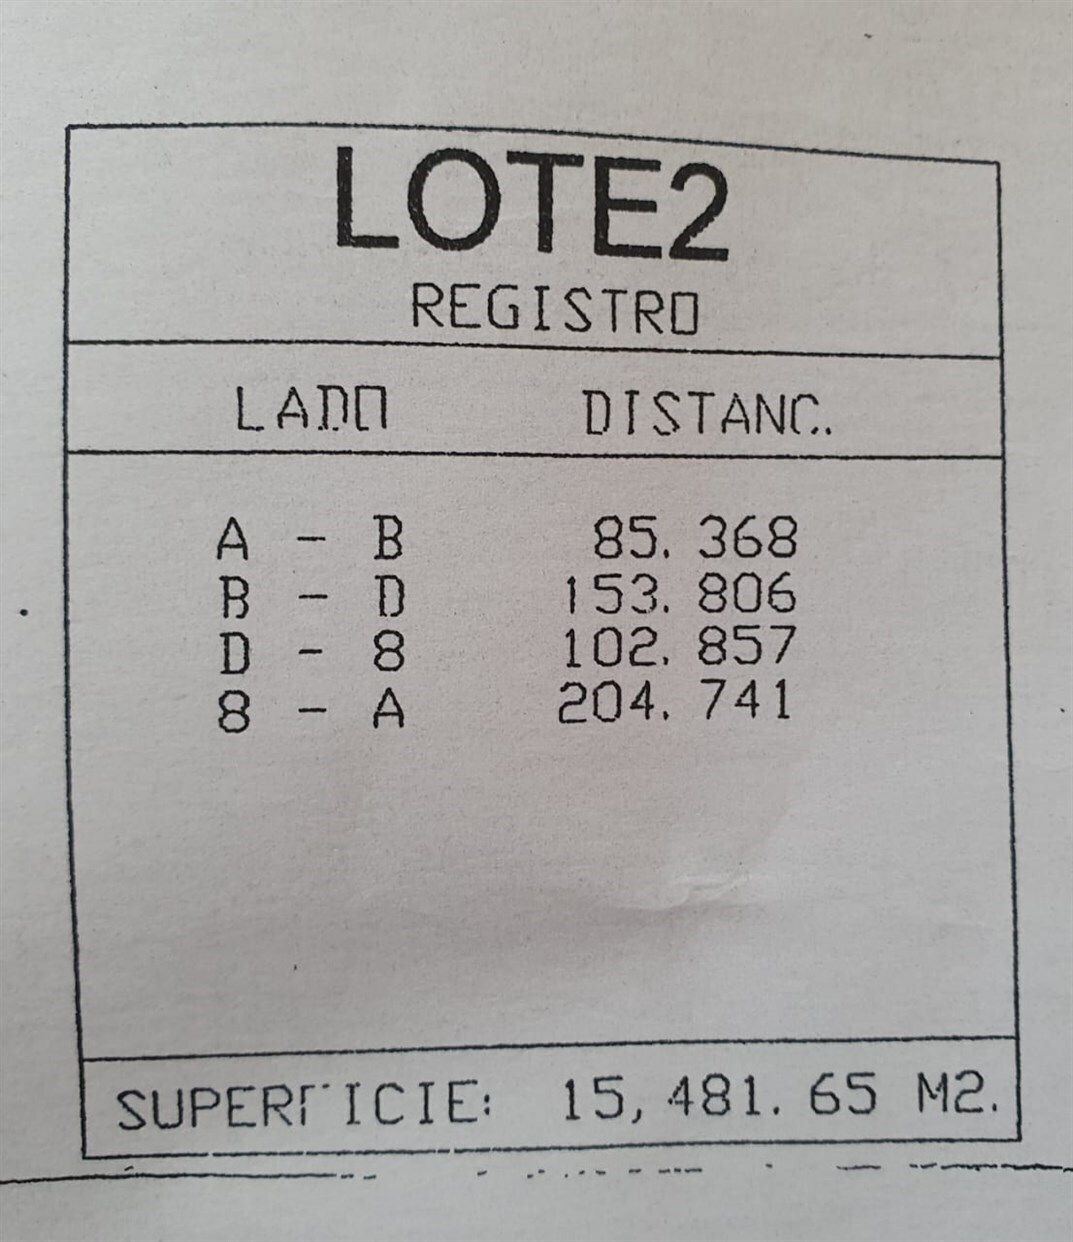 LOTE2
REGISTRO
LADO DISTANC.
A - B 85.368
B - D 153.806
D - 8 102.857
8 - A 204.741
SUPERFICIE: 15,481.65 M2.